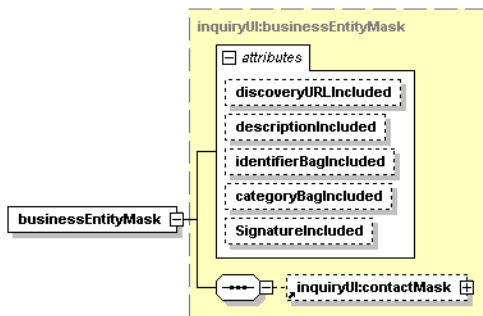 inquiryUI:businessEntityMask
attributes
discoveryURLIncluded
descriptionIncluded
identifierBagIncluded
categoryBagIncluded
SignatureIncluded
businessEntityMask
inquiryUI:contactMask